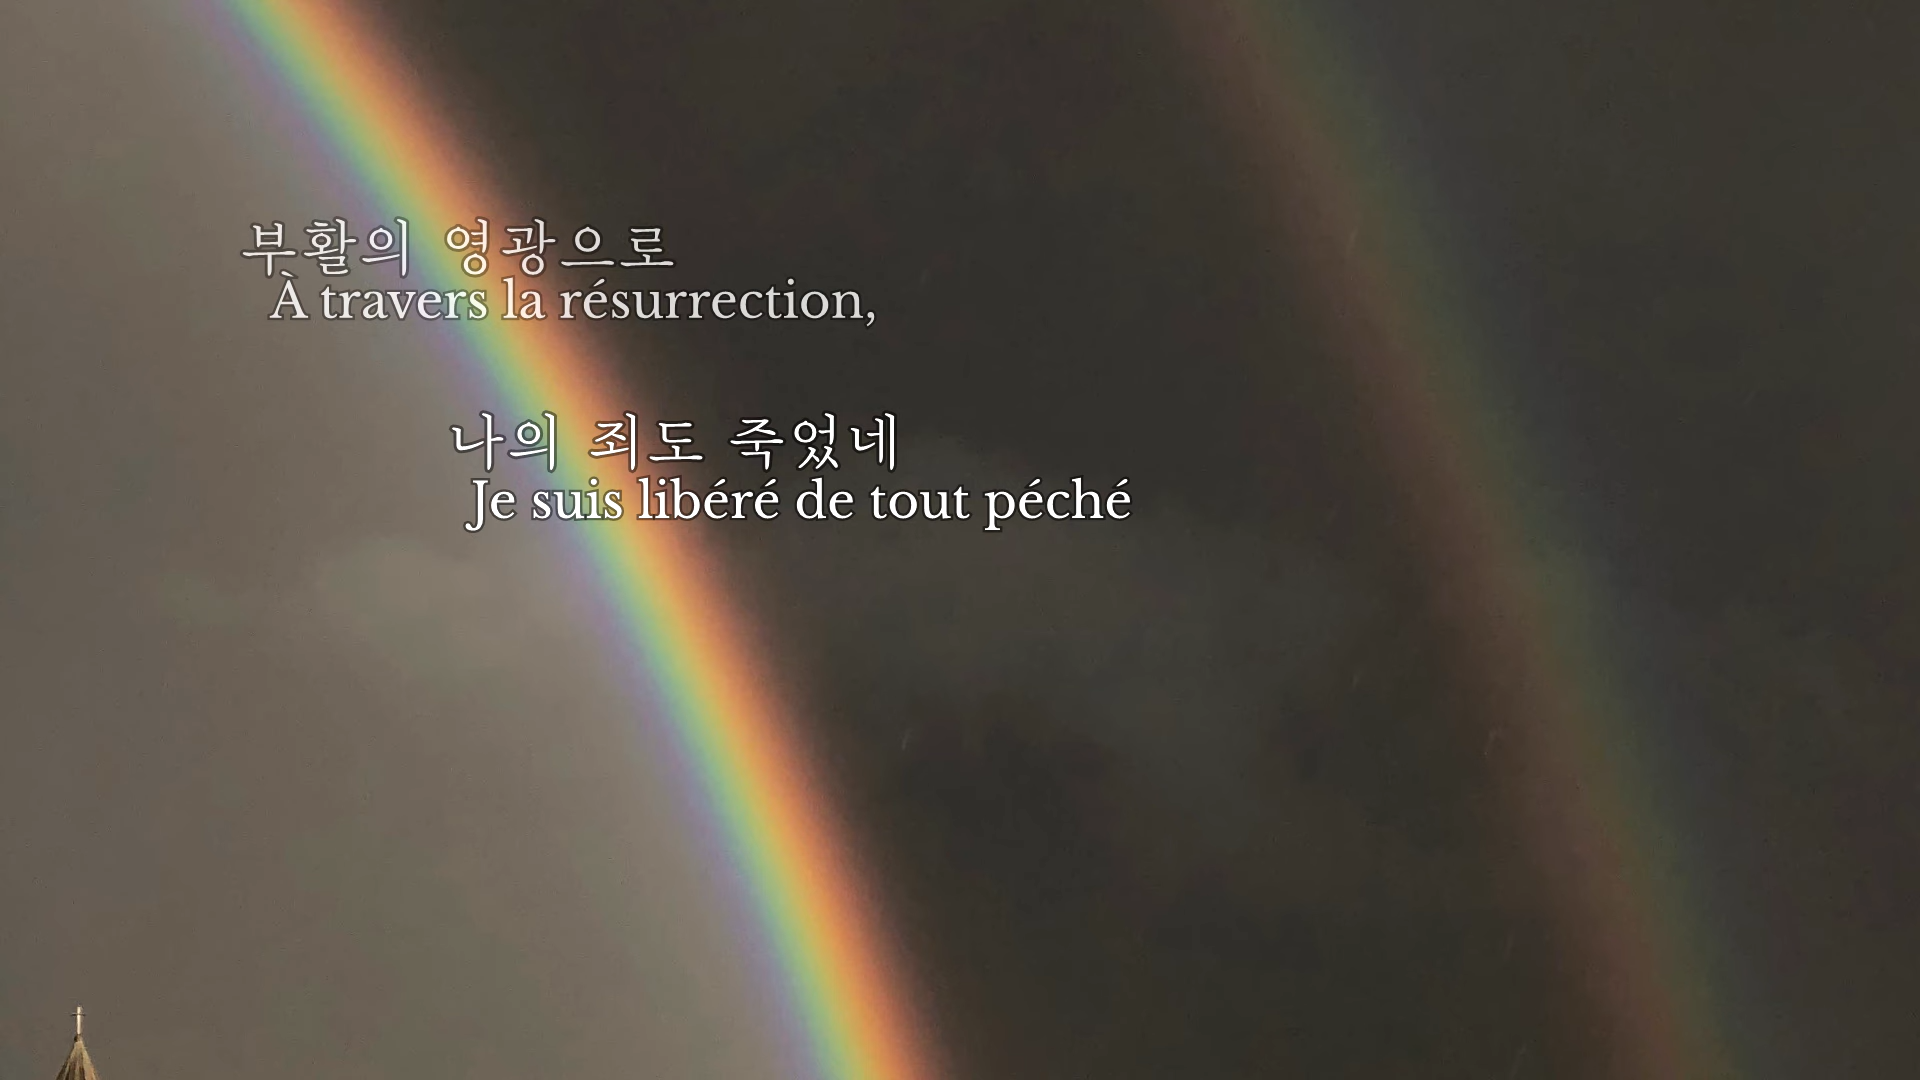 부활의 영광으로
À travers la résurrection,
나의 죄도 죽었네
Je suis libéré de tout péché